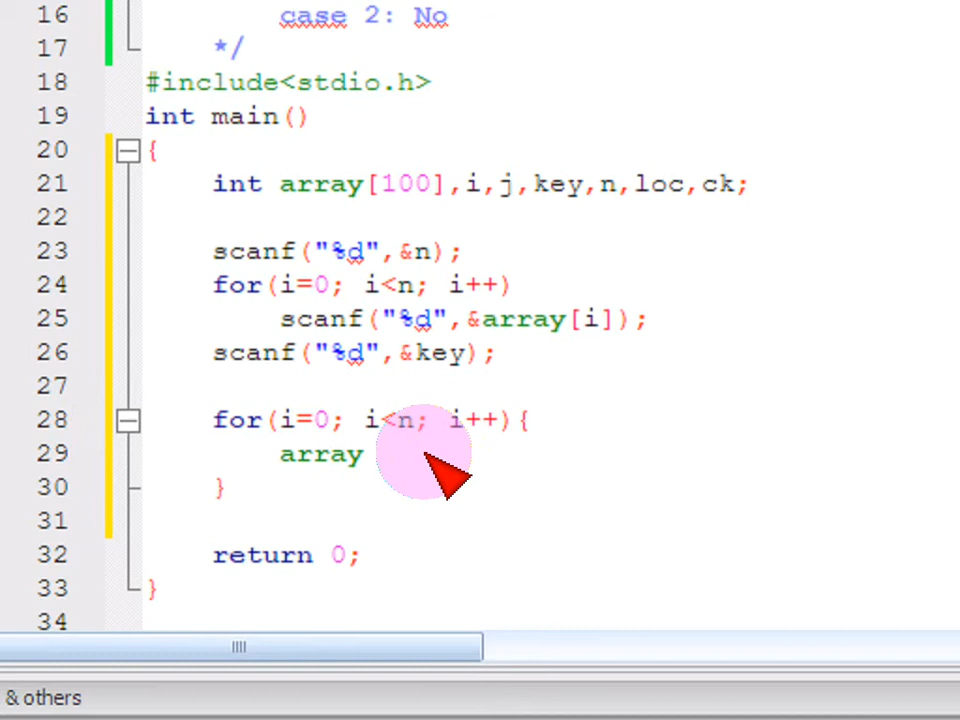 16 case 2: No
17 */
18 #include<stdio.h>
19 int main()
20 {
21 int array[100],i,j,key,n,loc,ck;
22
23 scanf("%d",&n);
24 for(i=0; i<n; i++)
25 scanf("%d",&array[i]);
26 scanf("%d",&key);
27
28 for(i=0; i<n; i++){
29 array
30 }
31
32 return 0;
33 }
34
& others